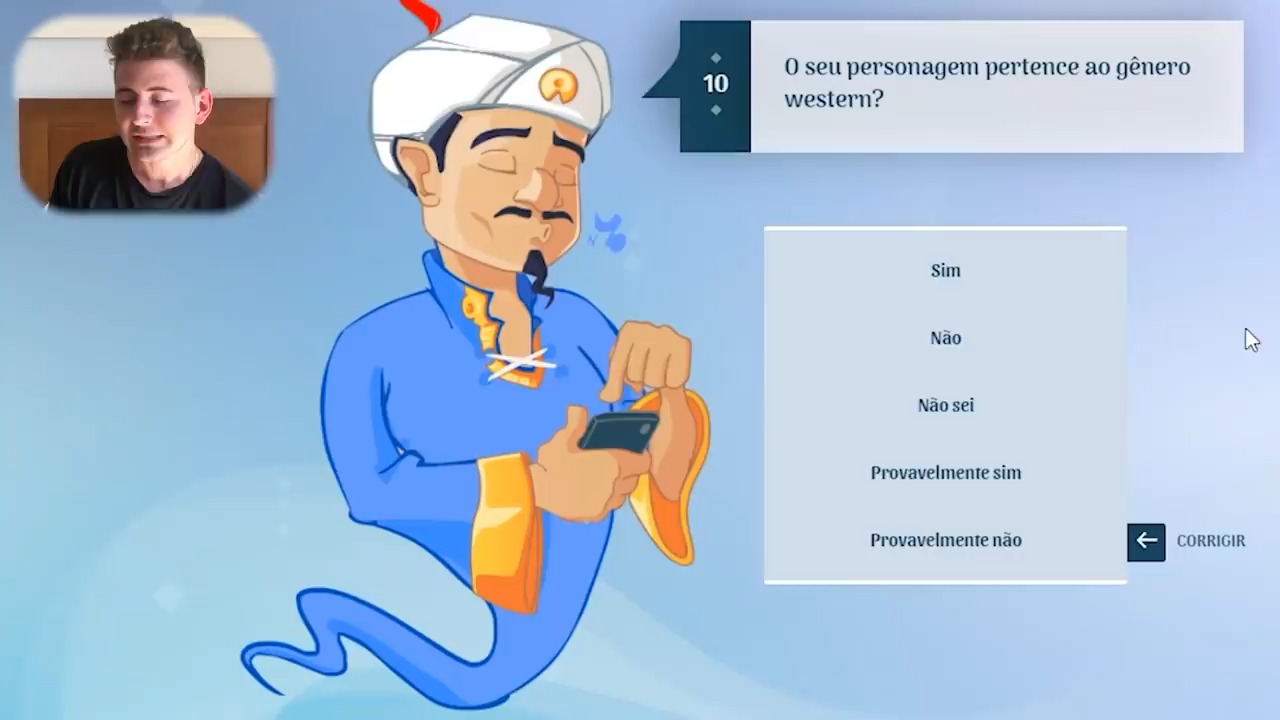 10
O seu personagem pertence ao gênero
western?
Sim
Não
Não sei
Provavelmente sim
Provavelmente não
CORRIGIR